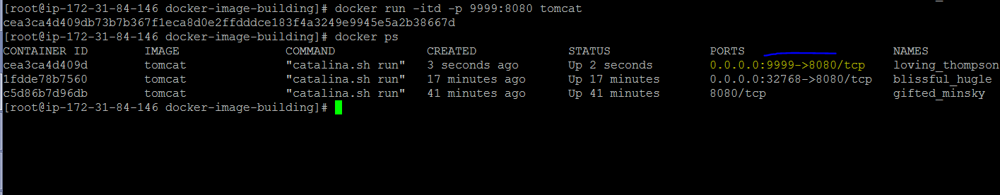 [root@ip-172-31-84-146 docker-image-building]# docker run -itd -p 9999:8080 tomcat
cea3ca4d409db73b7b367f1eca8d0e2ffdddce183f4a3249e9945e5a2b38667d
[root@ip-172-31-84-146 docker-image-building]# docker ps
CONTAINER ID IMAGE COMMAND CREATED STATUS PORTS NAMES
cea3ca4d409d tomcat "catalina.sh run" 3 seconds ago Up 2 seconds 0.0.0.0:9999->8080/tcp loving_thompson
1fdde78b7560 tomcat "catalina.sh run" 17 minutes ago Up 17 minutes 0.0.0.0:32768->8080/tcp blissful_hugle
c5d86b7d96db tomcat "catalina.sh run" 41 minutes ago Up 41 minutes 8080/tcp gifted_minsky
[root@ip-172-31-84-146 docker-image-building]#